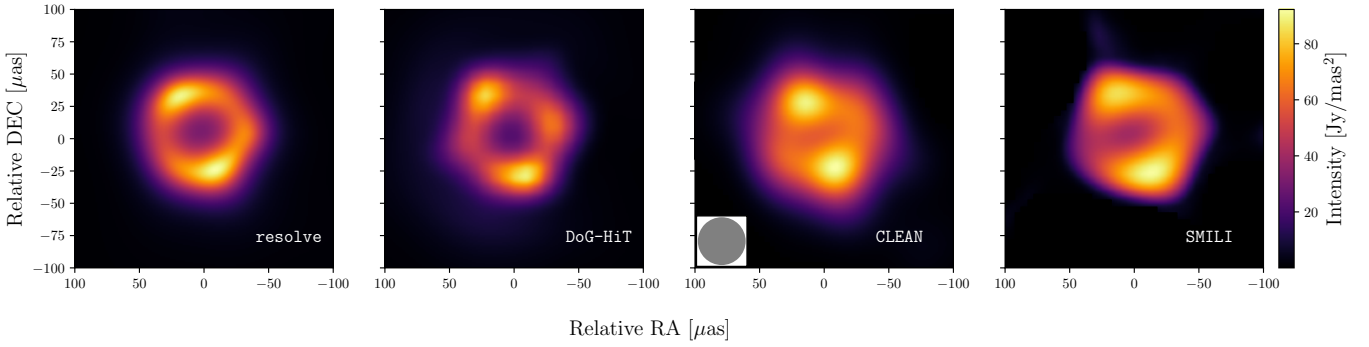 100
75
50
25
0
−25
−50
−75
−100
Relative DEC [μas]
resolve
DoG-HiT
CLEAN
SMILI
100 50 0 −50 −100
100 50 0 −50 −100
100 50 0 −50 −100
100 50 0 −50 −100
Relative RA [μas]
80
60
40
20
Intensity [Jy/mas²]